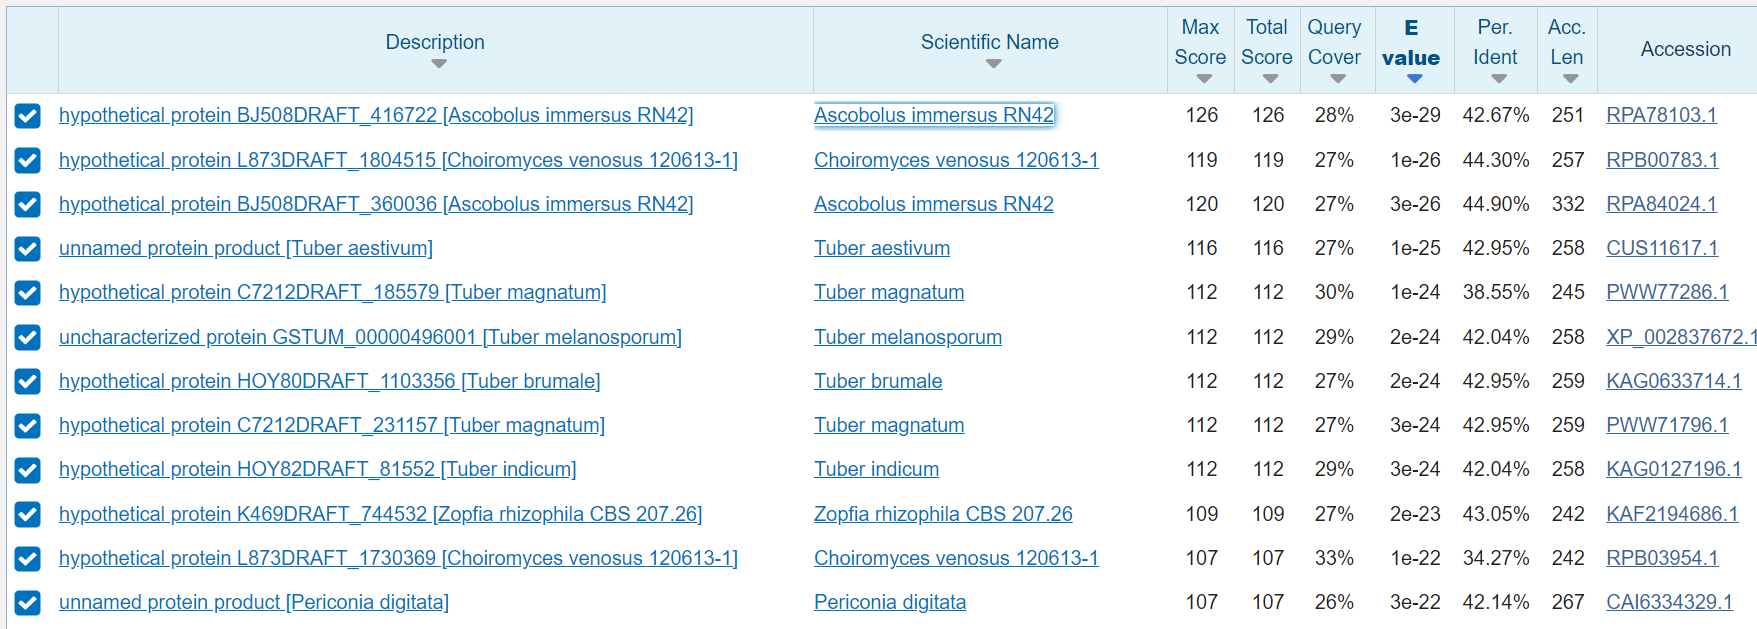 Description Scientific Name Max Score Total Score Query Cover E value Per. Ident Acc. Len Accession
hypothetical protein BJ508DRAFT_416722 [Ascobolus immersus RN42] Ascobolus immersus RN42 126 126 28% 3e-29 42.67% 251 RPA78103.1
hypothetical protein L873DRAFT_1804515 [Choiromyces venosus 120613-1] Choiromyces venosus 120613-1 119 119 27% 1e-26 44.30% 257 RPB00783.1
hypothetical protein BJ508DRAFT_360036 [Ascobolus immersus RN42] Ascobolus immersus RN42 120 120 27% 3e-26 44.90% 332 RPA84024.1
unnamed protein product [Tuber aestivum] Tuber aestivum 116 116 27% 1e-25 42.95% 258 CUS11617.1
hypothetical protein C7212DRAFT_185579 [Tuber magnatum] Tuber magnatum 112 112 30% 1e-24 38.55% 245 PWW77286.1
uncharacterized protein GSTUM_00000496001 [Tuber melanosporum] Tuber melanosporum 112 112 29% 2e-24 42.04% 258 XP_002837672.1
hypothetical protein HOY80DRAFT_1103356 [Tuber brumale] Tuber brumale 112 112 27% 2e-24 42.95% 259 KAG0633714.1
hypothetical protein C7212DRAFT_231157 [Tuber magnatum] Tuber magnatum 112 112 27% 3e-24 42.95% 259 PWW71796.1
hypothetical protein HOY82DRAFT_81552 [Tuber indicum] Tuber indicum 112 112 29% 3e-24 42.04% 258 KAG0127196.1
hypothetical protein K469DRAFT_744532 [Zopfia rhizophila CBS 207.26] Zopfia rhizophila CBS 207.26 109 109 27% 2e-23 43.05% 242 KAF2194686.1
hypothetical protein L873DRAFT_1730369 [Choiromyces venosus 120613-1] Choiromyces venosus 120613-1 107 107 33% 1e-22 34.27% 242 RPB03954.1
unnamed protein product [Periconia digitata] Periconia digitata 107 107 26% 3e-22 42.14% 267 CAI6334329.1